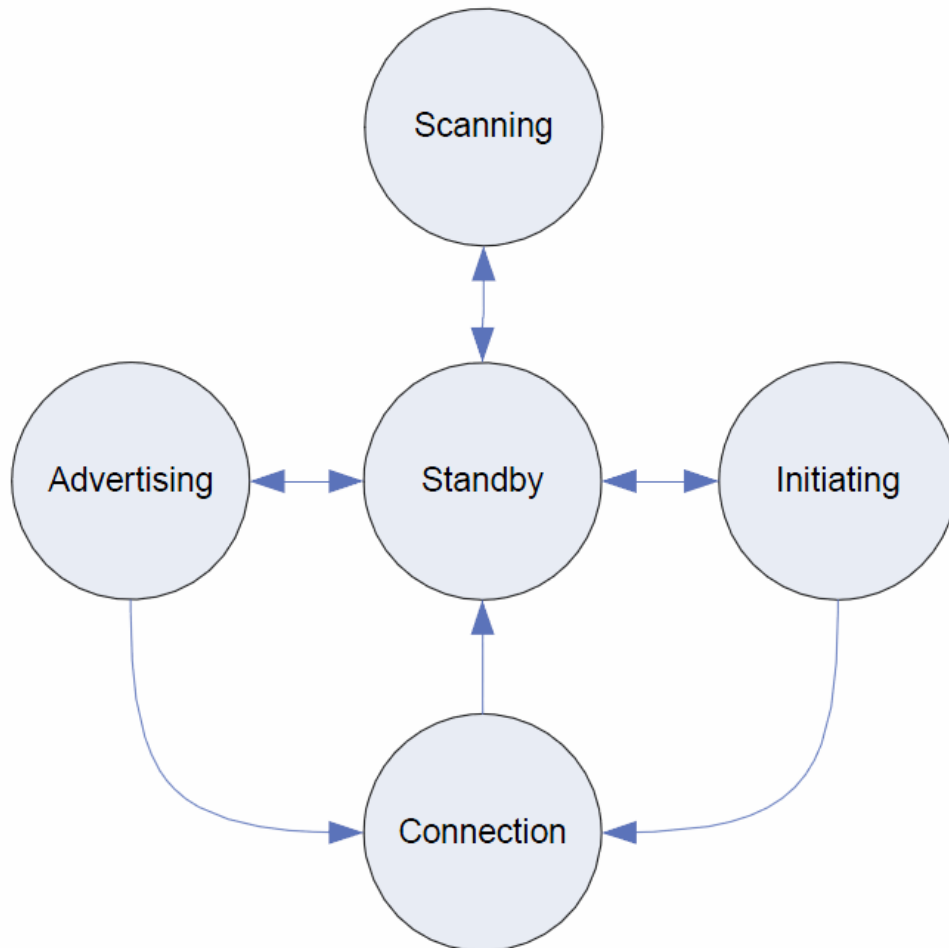 Scanning
Advertising
Standby
Initiating
Connection